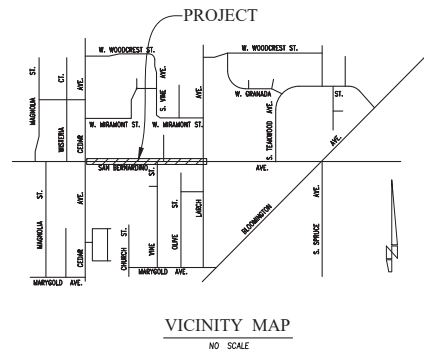 PROJECT
W. WOODCREST ST.
W. WOODCREST ST.
MAGNOLIA ST.
WISTERIA CT.
CEDAR AVE.
S. VINE AVE.
AVE.
W. GRANADA ST.
W. MIRAMONT ST.
W. MIRAMONT ST.
S. TEAKWOOD AVE.
SAN BERNARDINO AVE.
BLOOMINGTON AVE.
MAGNOLIA ST.
CEDAR AVE.
CHURCH ST.
VINE ST.
OLIVE ST.
LARCH
S. SPRUCE AVE.
MARYGOLD AVE.
MARYGOLD AVE.
VICINITY MAP
NO SCALE